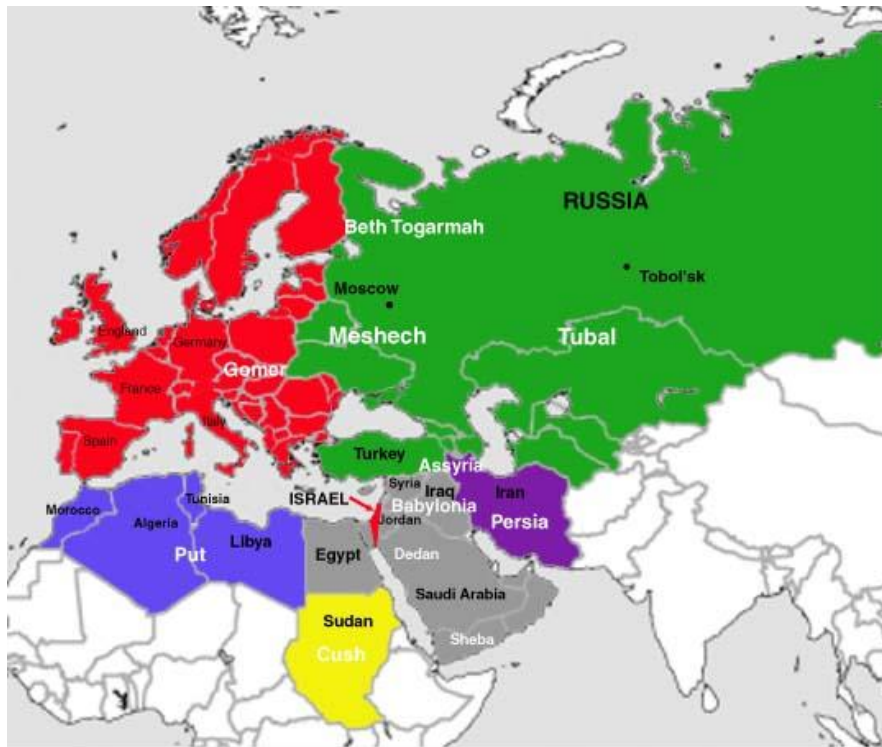 RUSSIA
Beth Togarmah
Tobol'sk
Moscow
Meshech
Tubal
England
Germany
Gomer
France
Italy
Spain
Turkey
Assyria
Syria
Iraq
Iran
ISRAEL
Babylonia
Persia
Jordan
Tunisia
Morocco
Algeria
Libya
Put
Egypt
Dedan
Saudi Arabia
Sheba
Sudan
Cush